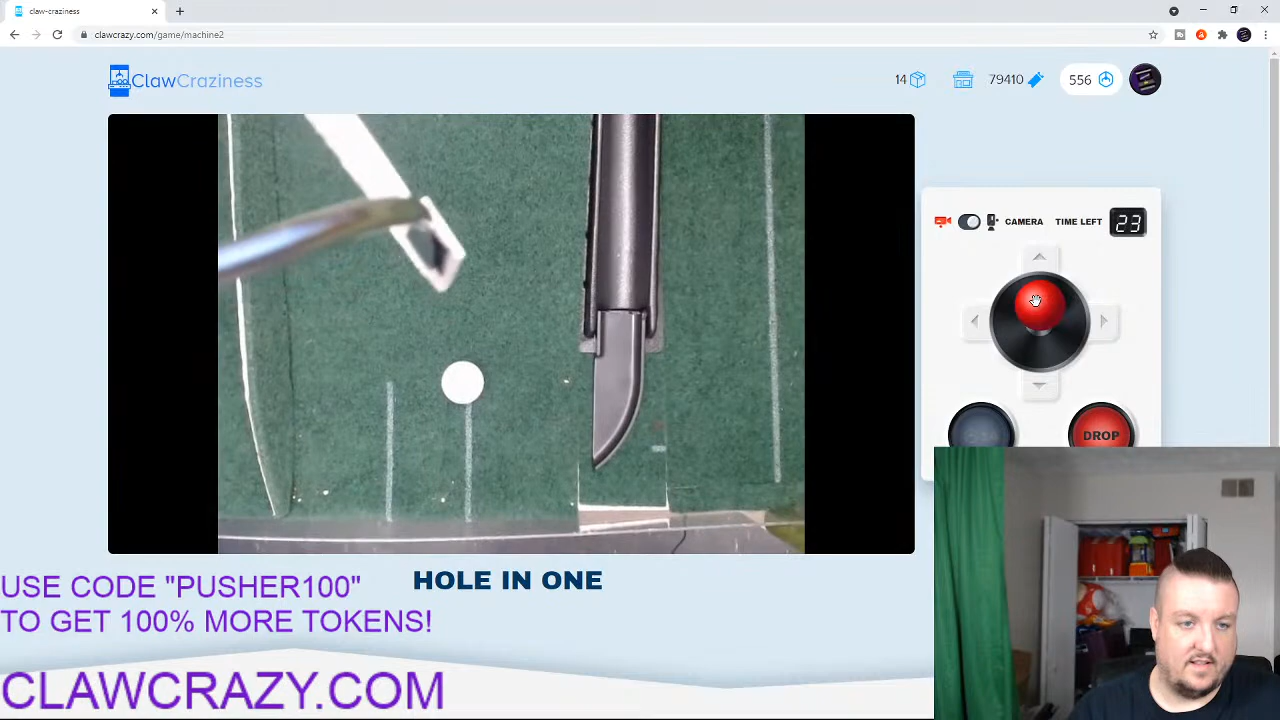 claw-craziness
clawcrazy.com/game/machine2
ClawCraziness
14
79410
556
CAMERA
TIME LEFT
23
DROP
HOLE IN ONE
USE CODE "PUSHER100"
TO GET 100% MORE TOKENS!
CLAWCRAZY.COM